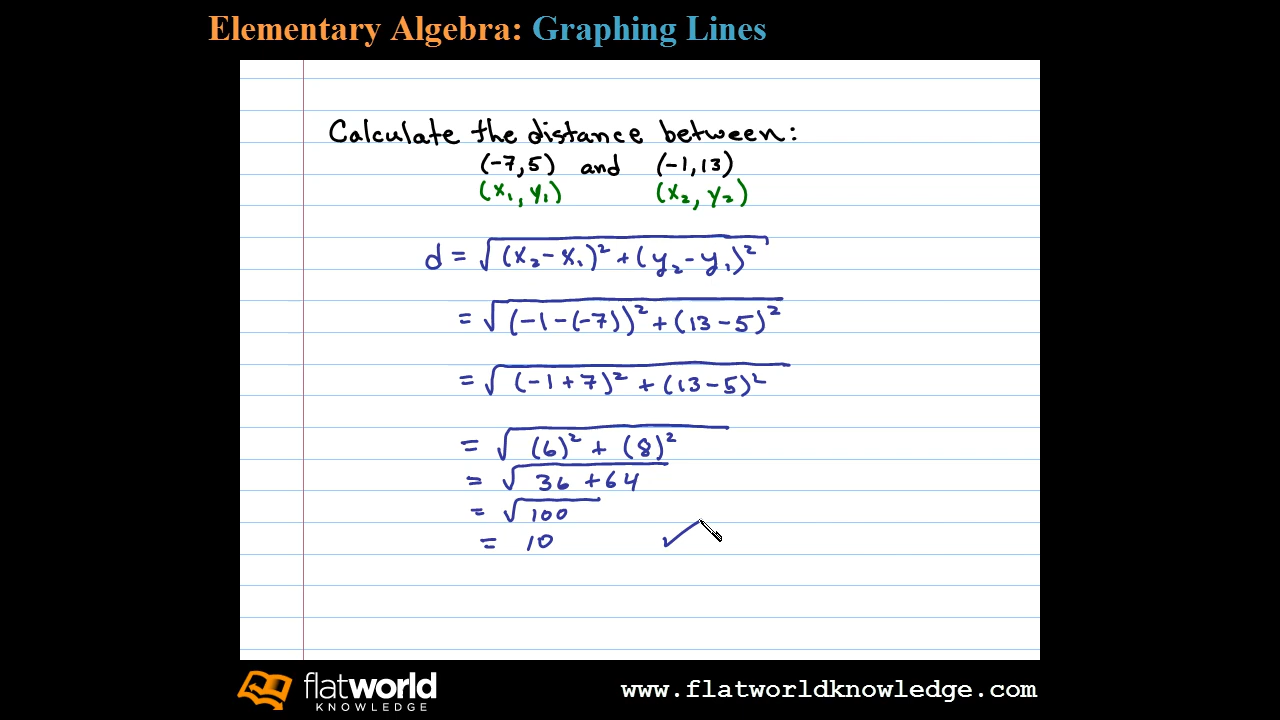 Elementary Algebra: Graphing Lines
Calculate the distance between:
(-7,5) and (-1,13)
(x₁, y₁) (x₂, y₂)
d = √((x₂-x₁)²+(y₂-y₁)²)
= √((-1-(-7))²+(13-5)²)
= √((-1+7)²+(13-5)²)
= √((6)²+(8)²)
= √(36+64)
= √100
= 10 ✓
flatworld
KNOWLEDGE
www.flatworldknowledge.com